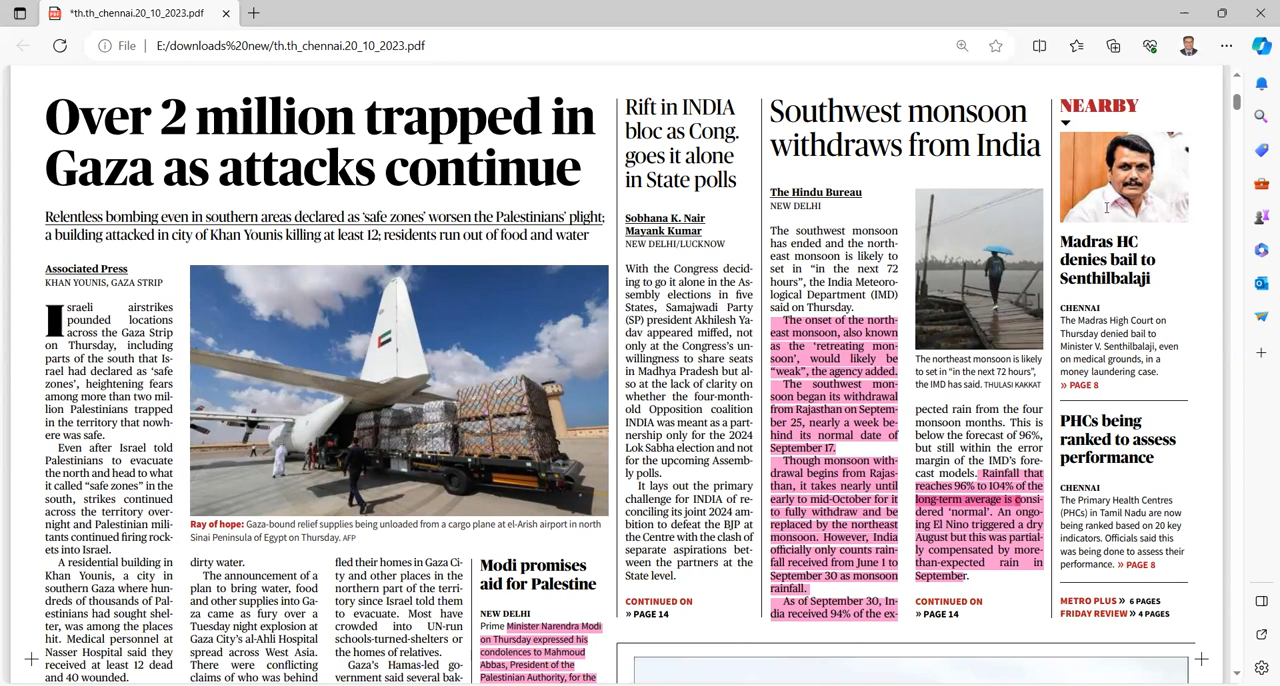 *th.th_chennai.20_10_2023.pdf
File
E:/downloads%20new/th.th_chennai.20_10_2023.pdf
Over 2 million trapped in
Gaza as attacks continue
Relentless bombing even in southern areas declared as ‘safe zones’ worsen the Palestinians’ plight;
a building attacked in city of Khan Younis killing at least 12; residents run out of food and water
Associated Press
KHAN YOUNIS, GAZA STRIP
Israeli airstrikes
pounded locations
across the Gaza Strip
on Thursday, including
parts of the south that Is-
rael had declared as ‘safe
zones’, heightening fears
among more than two mil-
lion Palestinians trapped
in the territory that nowh-
ere was safe.
Even after Israel told
Palestinians to evacuate
the north and head to what
it called “safe zones” in the
south, strikes continued
across the territory over-
night and Palestinian mili-
tants continued firing rock-
ets into Israel.
A residential building in
Khan Younis, a city in
southern Gaza where hun-
dreds of thousands of Pal-
estinians had sought shel-
ter, was among the places
hit. Medical personnel at
Nasser Hospital said they
received at least 12 dead
and 40 wounded.
Ray of hope: Gaza-bound relief supplies being unloaded from a cargo plane at el-Arish airport in north
Sinai Peninsula of Egypt on Thursday. AFP
dirty water.
The announcement of a
plan to bring water, food
and other supplies into Ga-
za came as fury over
Tuesday night explosion at
Gaza City’s al-Ahli Hospital
spread across West Asia.
There were conflicting
claims of who was behind
fled their homes in Gaza Ci-
ty and other places in the
northern part of the terri-
tory since Israel told them
to evacuate. Most have
crowded into UN-run
schools-turned-shelters or
the homes of relatives.
Gaza’s Hamas-led go-
vernment said several bak-
Modi promises
aid for Palestine
NEW DELHI
Prime Minister Narendra Modi
on Thursday expressed his
condolences to Mahmoud
Abbas, President of the
Palestinian Authority, for the
Rift in INDIA
bloc as Cong.
goes it alone
in State polls
Sobhana K. Nair
Mayank Kumar
NEW DELHI/LUCKNOW
With the Congress decid-
ing to go it alone in the As-
sembly elections in five
States, Samajwadi Party
(SP) president Akhilesh Ya-
dav appeared miffed, not
only at the Congress’s un-
willingness to share seats
in Madhya Pradesh but al-
so at the lack of clarity on
whether the four-month-
old Opposition coalition
INDIA was meant as a part-
nership only for the 2024
Lok Sabha election and not
for the upcoming Assemb-
ly polls.
It lays out the primary
challenge for INDIA of re-
conciling its joint 2024 am-
bition to defeat the BJP at
the Centre with the clash of
separate aspirations bet-
ween the partners at the
State level.
CONTINUED ON
» PAGE 14
Southwest monsoon
withdraws from India
The Hindu Bureau
NEW DELHI
The southwest monsoon
has ended and the north-
east monsoon is likely to
set in “in the next 72
hours”, the India Meteoro-
logical Department (IMD)
said on Thursday.
The onset of the north-
east monsoon, also known
as the ‘retreating mon-
soon’, would likely be
“weak”, the agency added.
The southwest mon-
soon began its withdrawal
from Rajasthan on Septem-
ber 25, nearly a week be-
hind its normal date of
September 17.
Though monsoon with-
drawal begins from Rajas-
than, it takes nearly until
early to mid-October for it
to fully withdraw and be
replaced by the northeast
monsoon. However, India
officially only counts rain-
fall received from June 1 to
September 30 as monsoon
rainfall.
As of September 30, In-
dia received 94% of the ex-
The northeast monsoon is likely
to set in “in the next 72 hours”,
the IMD has said. THULASI KAKKAT
pected rain from the four
monsoon months. This is
below the forecast of 96%,
but still within the error
margin of the IMD’s fore-
cast models. Rainfall that
reaches 96% to 104% of the
long-term average is consi-
dered ‘normal’. An ongo-
ing El Nino triggered a dry
August but this was partial-
ly compensated by more-
than-expected rain in
September.
CONTINUED ON
» PAGE 14
NEARBY
Madras HC
denies bail to
Senthilbalaji
CHENNAI
The Madras High Court on
Thursday denied bail to
Minister V. Senthilbalaji, even
on medical grounds, in a
money laundering case.
» PAGE 8
PHCs being
ranked to assess
performance
CHENNAI
The Primary Health Centres
(PHCs) in Tamil Nadu are now
being ranked based on 20 key
indicators. Officials said this
was being done to assess their
performance. » PAGE 8
METRO PLUS » 6 PAGES
FRIDAY REVIEW » 4 PAGES